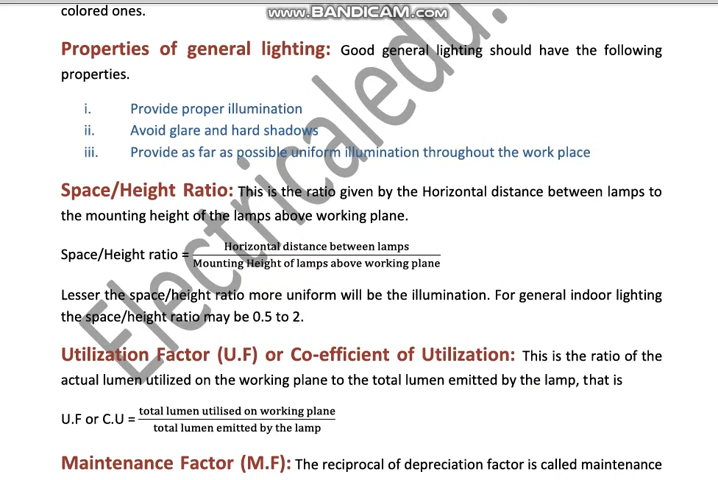 www.BANDICAM.com
colored ones.
Properties of general lighting: Good general lighting should have the following
properties.
i. Provide proper illumination
ii. Avoid glare and hard shadows
iii. Provide as far as possible uniform illumination throughout the work place
Space/Height Ratio: This is the ratio given by the Horizontal distance between lamps to
the mounting height of the lamps above working plane.
Space/Height ratio = Horizontal distance between lamps
Mounting Height of lamps above working plane
Lesser the space/height ratio more uniform will be the illumination. For general indoor lighting
the space/height ratio may be 0.5 to 2.
Utilization Factor (U.F) or Co-efficient of Utilization: This is the ratio of the
actual lumen utilized on the working plane to the total lumen emitted by the lamp, that is
U.F or C.U = total lumen utilised on working plane
total lumen emitted by the lamp
Maintenance Factor (M.F): The reciprocal of depreciation factor is called maintenance
Electricaledu.